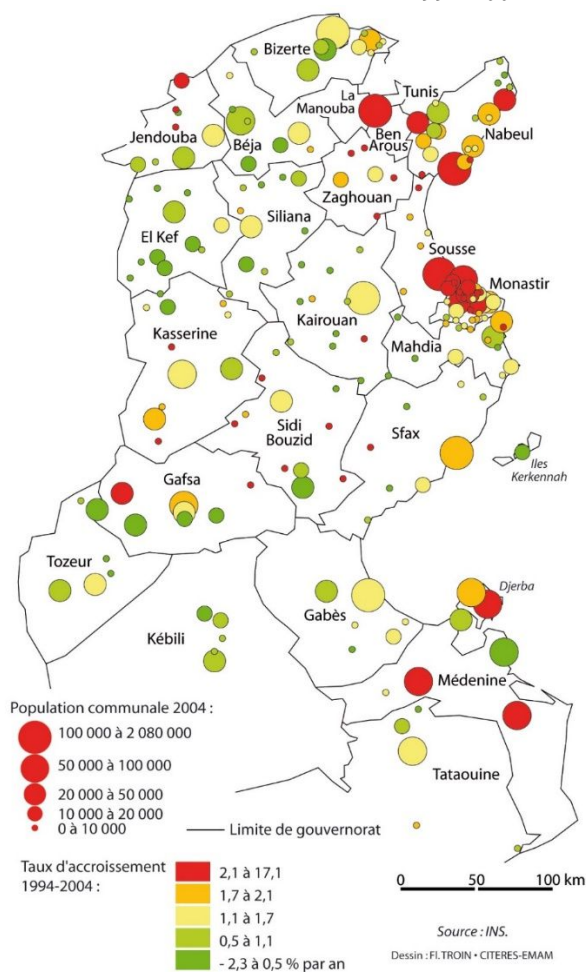 Bizerte
Tunis
La
Manouba
Ben
Arous
Nabeul
Jendouba
Béja
Zaghouan
Siliana
El Kef
Sousse
Monastir
Kairouan
Kasserine
Mahdia
Sidi
Bouzid
Sfax
Iles
Kerkennah
Gafsa
Tozeur
Djerba
Gabès
Kébili
Médenine
Tataouine
Population communale 2004 :
100 000 à 2 080 000
50 000 à 100 000
20 000 à 50 000
10 000 à 20 000
0 à 10 000
Limite de gouvernorat
Taux d'accroissement
1994-2004 :
2,1 à 17,1
1,7 à 2,1
1,1 à 1,7
0,5 à 1,1
- 2,3 à 0,5 % par an
0 50 100 km
Source : INS.
Dessin : Fl. TROIN • CITERES-EMAM